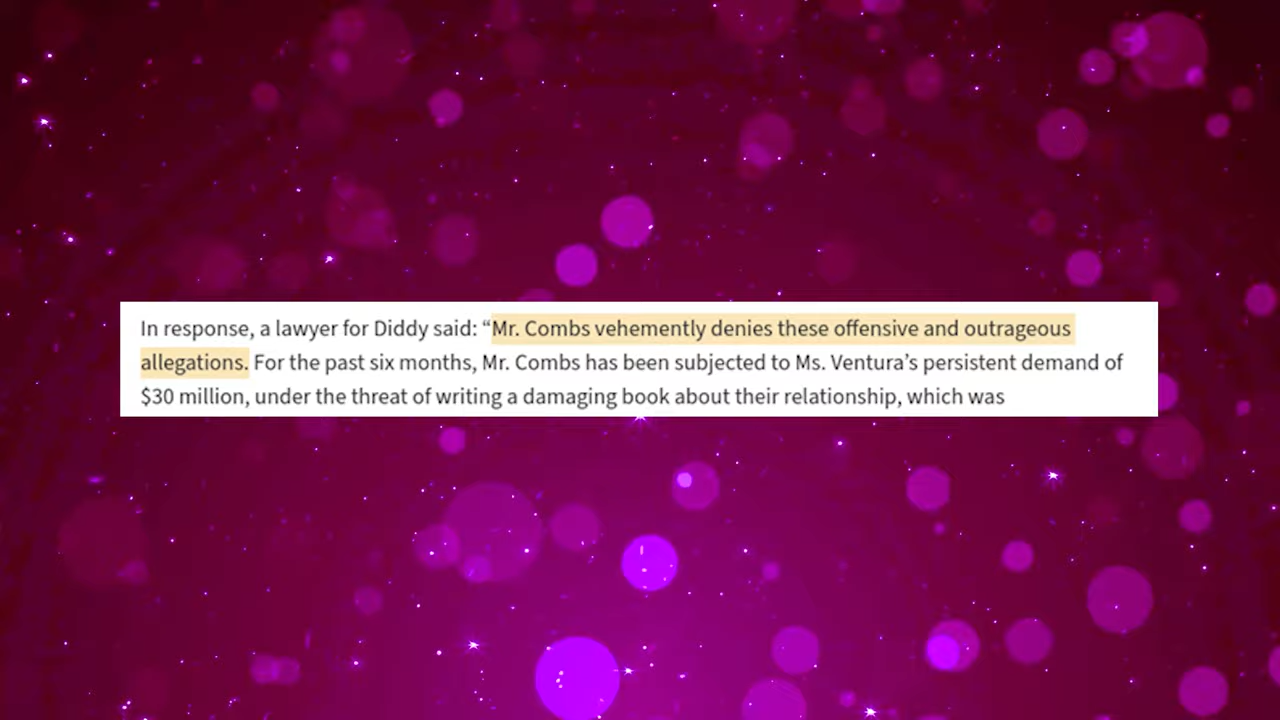 In response, a lawyer for Diddy said: “Mr. Combs vehemently denies these offensive and outrageous
allegations. For the past six months, Mr. Combs has been subjected to Ms. Ventura’s persistent demand of
$30 million, under the threat of writing a damaging book about their relationship, which was